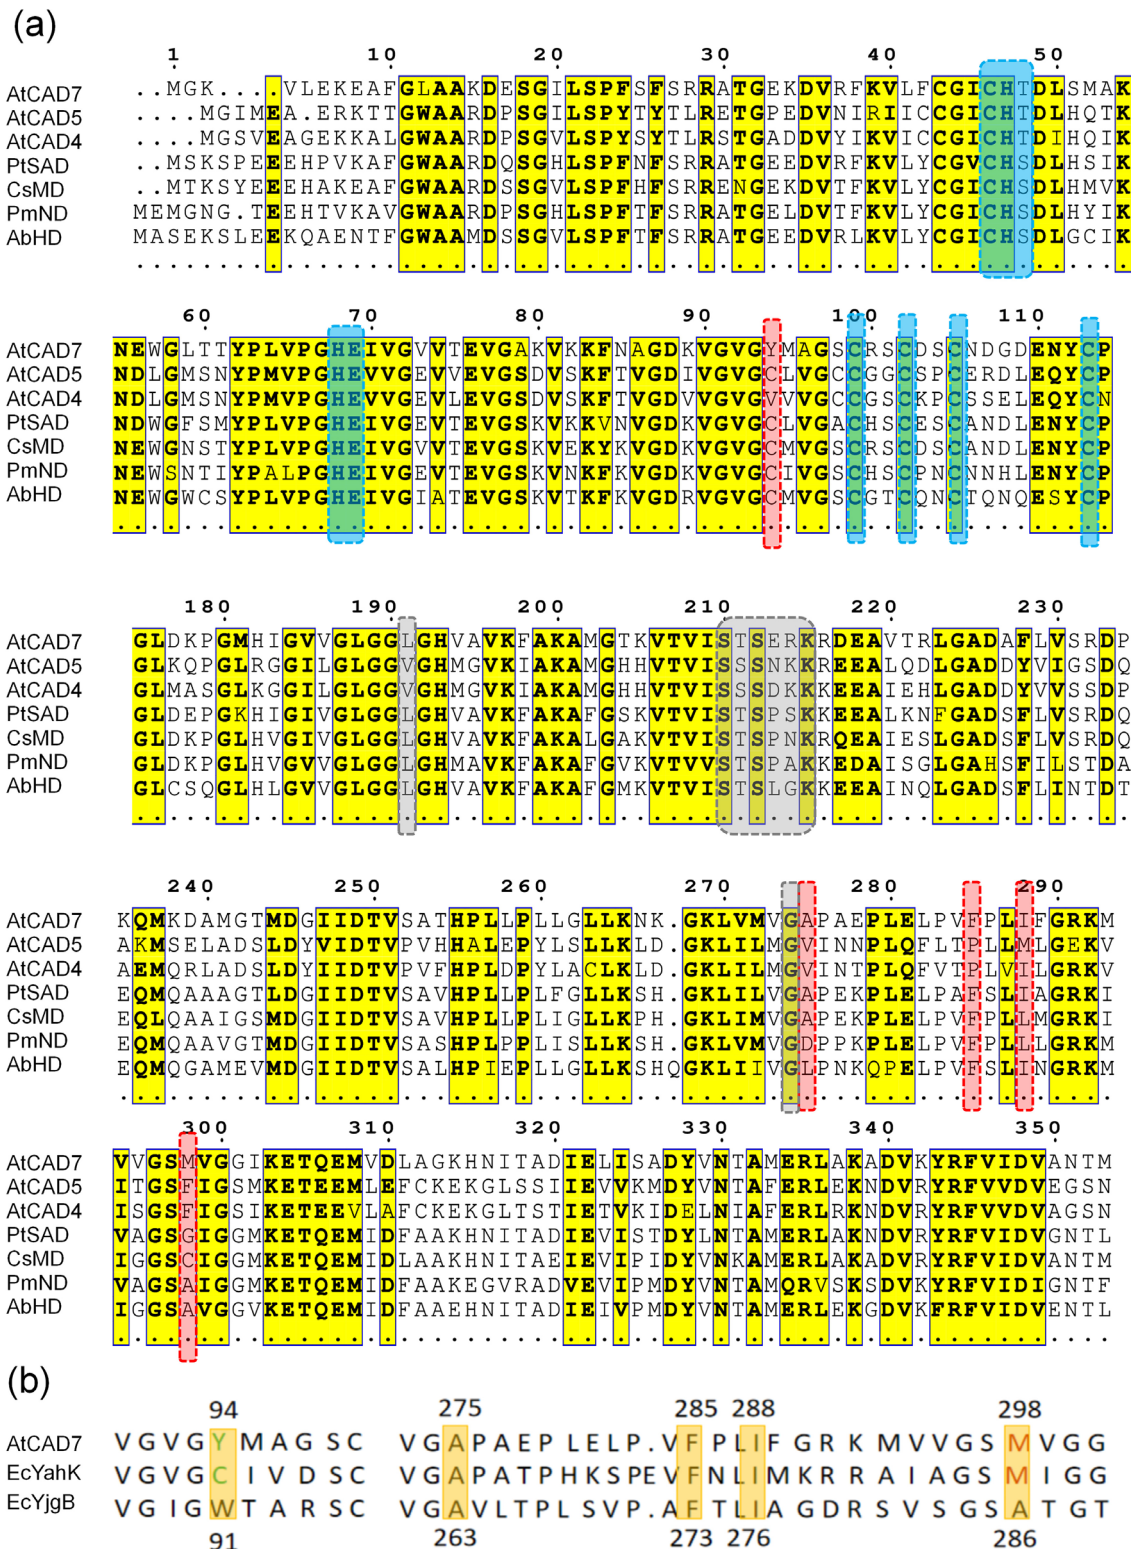 (a)
1 10 20 30 40 50
AtCAD7 ..MGK....VLEKEAFGLAAKDESGILSPFSFSRRATGEKDVRFKVLFCGICHTDLSMAK
AtCAD5 ....MGIMEA.ERKTTGWAARDPSGILSPYTYTLRETGPEDVNIRIICCGICHTDLHQTK
AtCAD4 ....MGSVEAGEKKALGWAARDPSGVLSPYSYTLRSTGADDVYIKVICCGICHTDIHQIK
PtSAD ..MSKSPEEEHPVKAFGWAARDQSGHLSPFNFSRRATGEEDVRFKVLYCGVCHSDLHSIK
CsMD ..MTKSYEEEHAKEAFGWAARDSSGVLSPFHFSRRENGEKDVTFKVLYCGICHSDLHMVK
PmND MEMGNG.TEEHTVKAVGWAARDPSGHLSPFTFSRRATGELDVTFKVLYCGICHSDLHYIK
AbHD MASEKSLEEKQAENTFGWAAMDSSGVLSPFTFSRRATGEEDVRLKVLYCGICHSDLGCIK
60 70 80 90 100 110
AtCAD7 NEWGLTTYPLVPGHEIVGVVTEVGAKVKKFNAGDKVGVGYMAGSCRSCDSCNDGDENYCP
AtCAD5 NDLGMSNYPMVPGHEVVGEVVEVGSDVSKFTVGDIVGVGCLVGCCGGCSPCERDLEQYCP
AtCAD4 NDLGMSNYPMVPGHEVVGEVLEVGSDVSKFTVGDVVGVGVVVGCCGSCKPCSSELEQYCN
PtSAD NDWGFSMYPLVPGHEIVGEVTEVGSKVKKVNVGDKVGVGCLVGACHSCESCANDLENYCP
CsMD NEWGNSTYPLVPGHEIVGVVTEVGSKVEKYKVGDKVGVGCMVGSCRSCDSCANDLENYCP
PmND NEWSNTIYPALPGHEIVGEVTEVGSKVNKFKVGDKVGVGCIVGSCHSCPNCNNHLENYCP
AbHD NEWGWCSYPLVPGHEIVGIATEVGSKVTKFKVGDRVGVGCMVGSCGTCQNCTQNQESYCP
180 190 200 210 220 230
AtCAD7 GLDKPGMHIGVVGLGGLGHVAVKFAKAMGTKVTVISTSERKRDEAVTRLGADAFLVSRDP
AtCAD5 GLKQPGLRGGILGLGGVGHMGVKIAKAMGHHVTVISSSNKKREEALQDLGADDYVIGSDQ
AtCAD4 GLMASGLKGGILGLGGVGHMGVKIAKAMGHHVTVISSSDKKKEEAIEHLGADDYVVSSDP
PtSAD GLDEPGKHIGIVGLGGLGHVAVKFAKAFGSKVTVISTSPSKKEEALKNFGADSFLVSRDQ
CsMD GLDKPGLHVGIVGLGGLGHVAVKFAKALGAKVTVISTSPNKRQEAIESLGADSFLVSRDQ
PmND GLDKPGLHVGVVGLGGLGHMAVKFAKAFGVKVTVVSTSPAKKEDAISGLGAHSFILSTDA
AbHD GLCSQGLHLGVVGLGGLGHVAVKFAKAFGMKVTVISTSLGKKEEAINQLGADSFLINTDT
240 250 260 270 280 290
AtCAD7 KQMKDAMGTMDGIIDTVSATHPLLPLLGLLKNK.GKLVMVGAPAEPLELPVFPLIFGRKM
AtCAD5 AKMSELADSLDYVIDTVPVHHALEPYLSLLKLD.GKLILMGVINNPLQFLTPLLMLGEKV
AtCAD4 AEMQRLADSLDYIIDTVPVFHPLDPYLACLKLD.GKLILMGVINTPLQFVTPLVILGRKV
PtSAD EQMQAAAGTLDGIIDTVSAVHPLLPLFGLLKSH.GKLILVGAPEKPLELPAFSLIAGRKI
CsMD EQLQAAIGSMDGIIDTVSAVHPLLPLIGLLKPH.GKLIMVGAPEKPLELPVFPLLMGRKI
PmND EQMQAAVGTMDGIIDTVSASHPLPPLISLLKSH.GKLVMVGDPPKPLELPVFPLLLGRKM
AbHD EQMQGAMEVMDGIIDTVSALHPIEPLLGLLKSHQGKLIIVGLPNKQPELPVFSLINGRKM
300 310 320 330 340 350
AtCAD7 VVGSMVGGIKETQEMVDLAGKHNITADIELISADYVNTAMERLAKADVKYRFVIDVANTM
AtCAD5 ITGSFIGSMKETEEMLEFCKEKGLSSIIEVVKMDYVNTAFERLEKNDVRYRFVVDVEGSN
AtCAD4 ISGSFIGSIKETEEVLAFCKEKGLTSTIETVKIDELNIAFERLRKNDVRYRFVVDVAGSN
PtSAD VAGSGIGGMKETQEMIDFAAKHNITADIEVISTDYLNTAMERLAKNDVRYRFVIDVGNTL
CsMD IGGSCIGGMKETQEMIDFAAKHNITAEIEVIPIDYVNKAMERLAKNDVRYRFVIDVANTM
PmND VAGSAIGGMKETQEMIDFAAKEGVRADVEVIPMDYVNTAMQRVSKSDVKYRFVIDIGNTF
AbHD IGGSAVGGVKETQEMIDFAAEHNITADIEIVPMDYVNTAMERLEKGDVKFRFVIDVENTL
(b)
94 275 285 288 298
AtCAD7 VGVGYMAGSC VGAPAEPLELP.VFPLIFGRKMVVGSMVGG
EcYahK VGVGCIVDSC VGAPATPHKSPEVFNLIMKRRAIAGSMIGG
EcYjgB VGIGWTARSC VGAVLTPLSVP.AFTLIAGDRSVSGSATGT
91 263 273 276 286